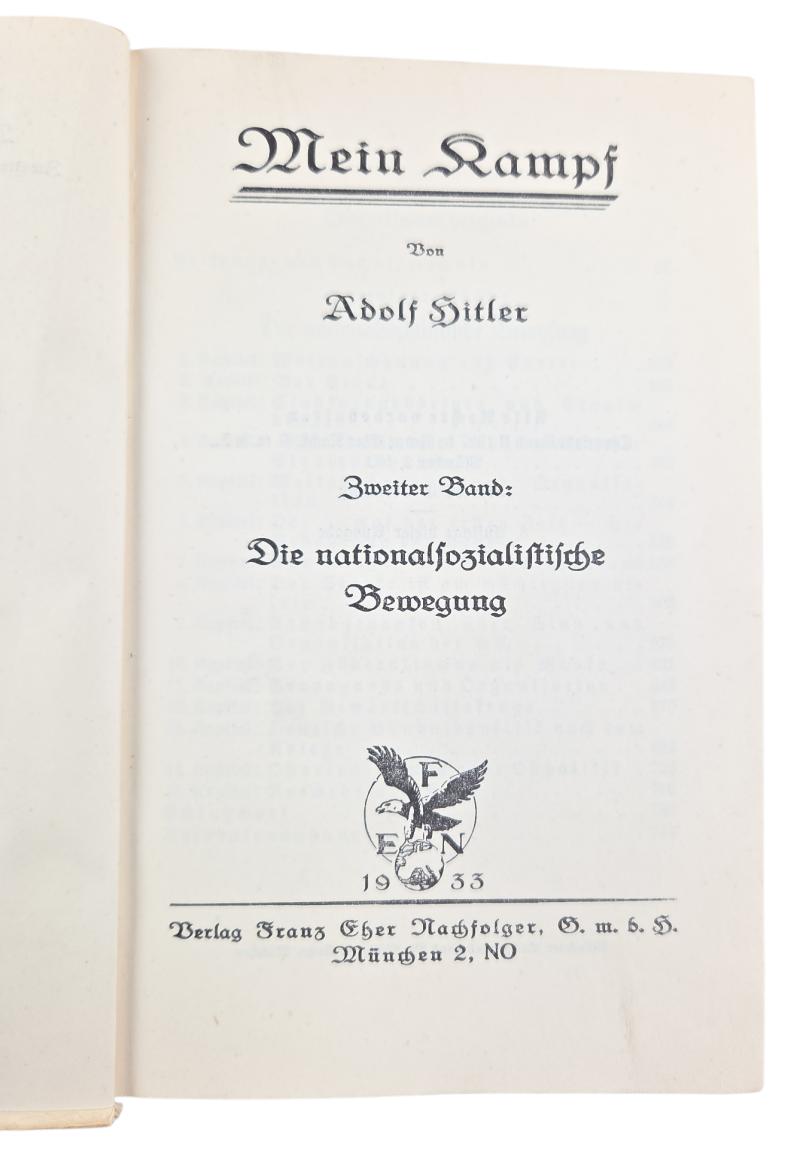 Mein Kampf
Von
Adolf Hitler
Zweiter Band:
Die nationalsozialistische
Bewegung
F
E N
19 33
Verlag Franz Eher Nachfolger, G. m. b. H.
München 2, NO